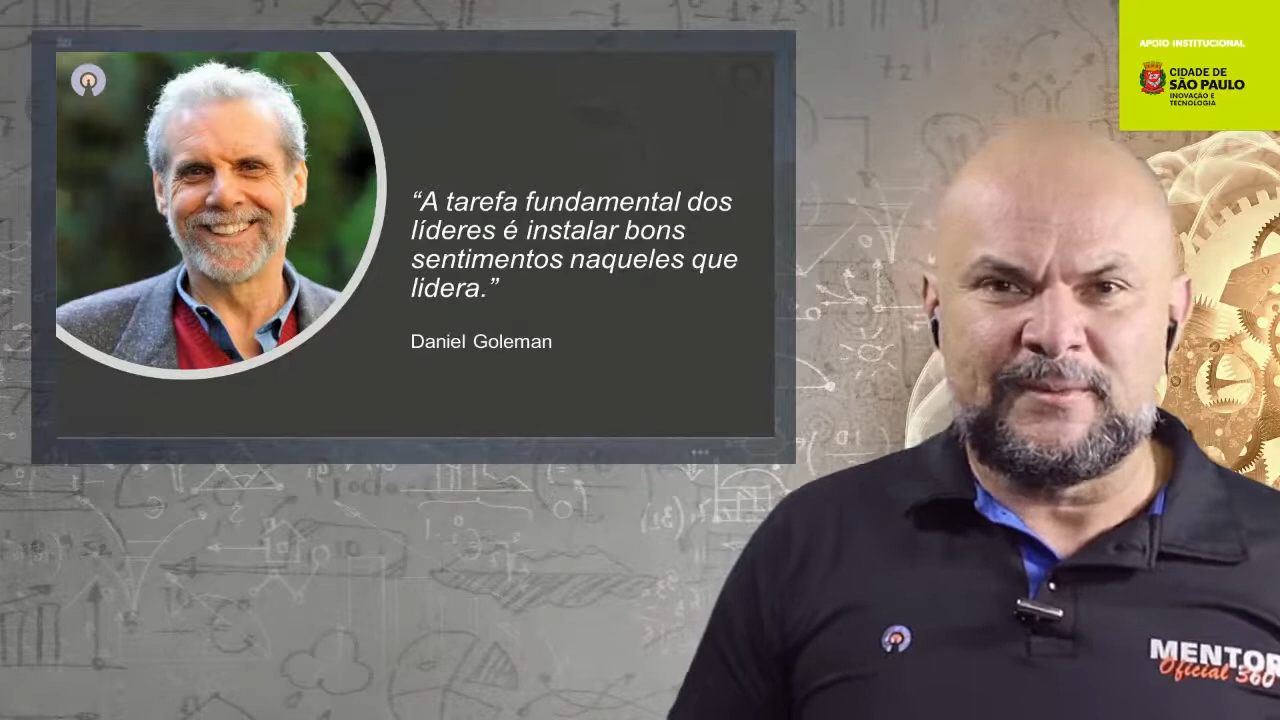 “A tarefa fundamental dos
líderes é instalar bons
sentimentos naqueles que
lidera.”
Daniel Goleman
APOIO INSTITUCIONAL
CIDADE DE
SÃO PAULO
INOVAÇÃO E
TECNOLOGIA
MENTOR
Oficial 360